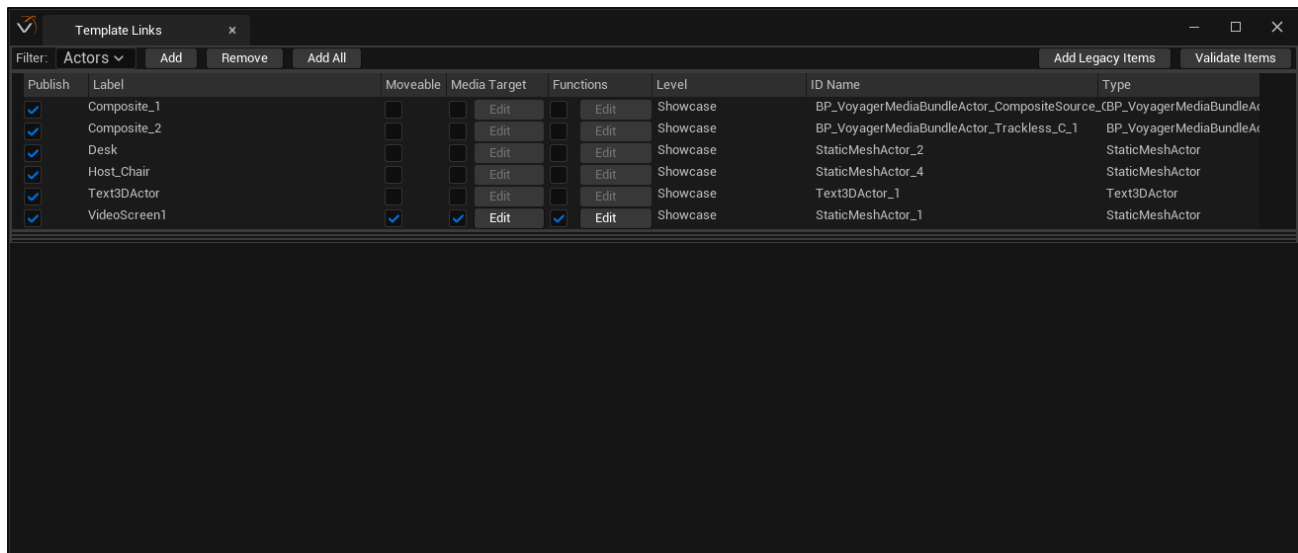 Template Links
Filter: Actors Add Remove Add All Add Legacy Items Validate Items
Publish Label Moveable Media Target Functions Level ID Name Type
Composite_1 Edit Edit Showcase BP_VoyagerMediaBundleActor_CompositeSource_ BP_VoyagerMediaBundleA
Composite_2 Edit Edit Showcase BP_VoyagerMediaBundleActor_Trackless_C_1 BP_VoyagerMediaBundleA
Desk Edit Edit Showcase StaticMeshActor_2 StaticMeshActor
Host_Chair Edit Edit Showcase StaticMeshActor_4 StaticMeshActor
Text3DActor Edit Edit Showcase Text3DActor_1 Text3DActor
VideoScreen1 Edit Edit Showcase StaticMeshActor_1 StaticMeshActor